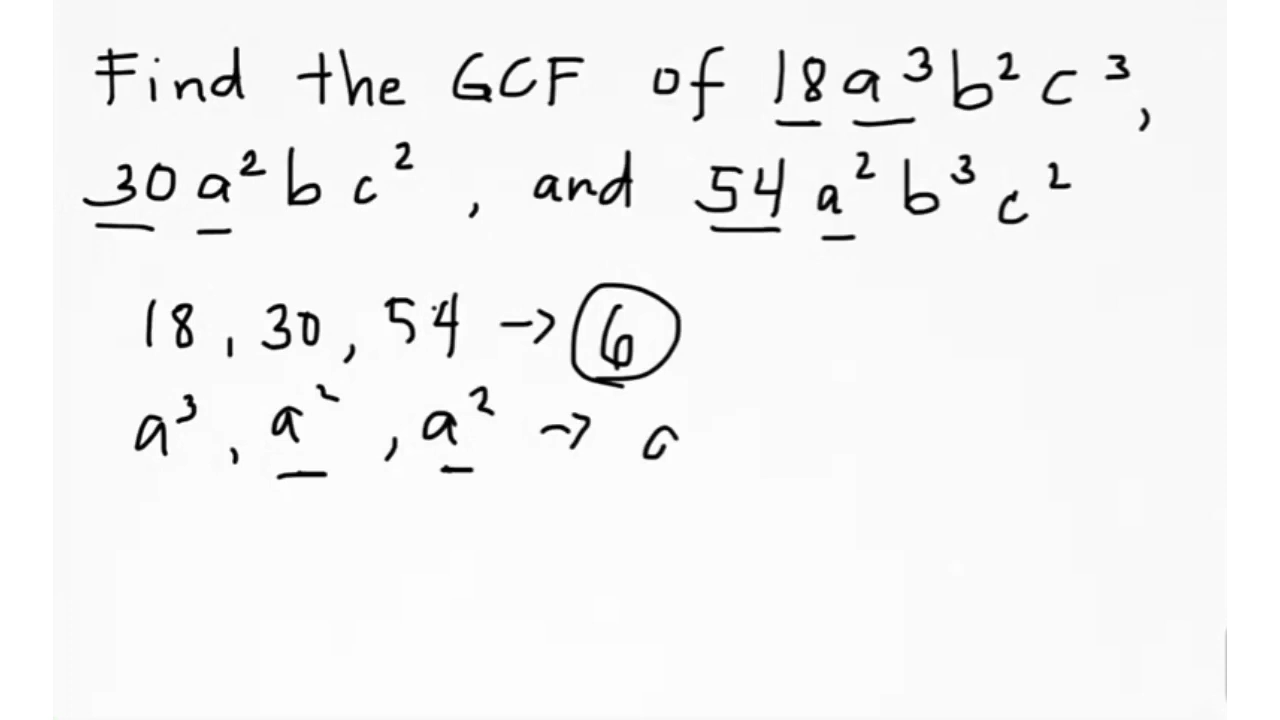 Find the GCF of 18a³b²c³,
30a²bc², and 54a²b³c²
18, 30, 54 → 6
a³, a², a² → a